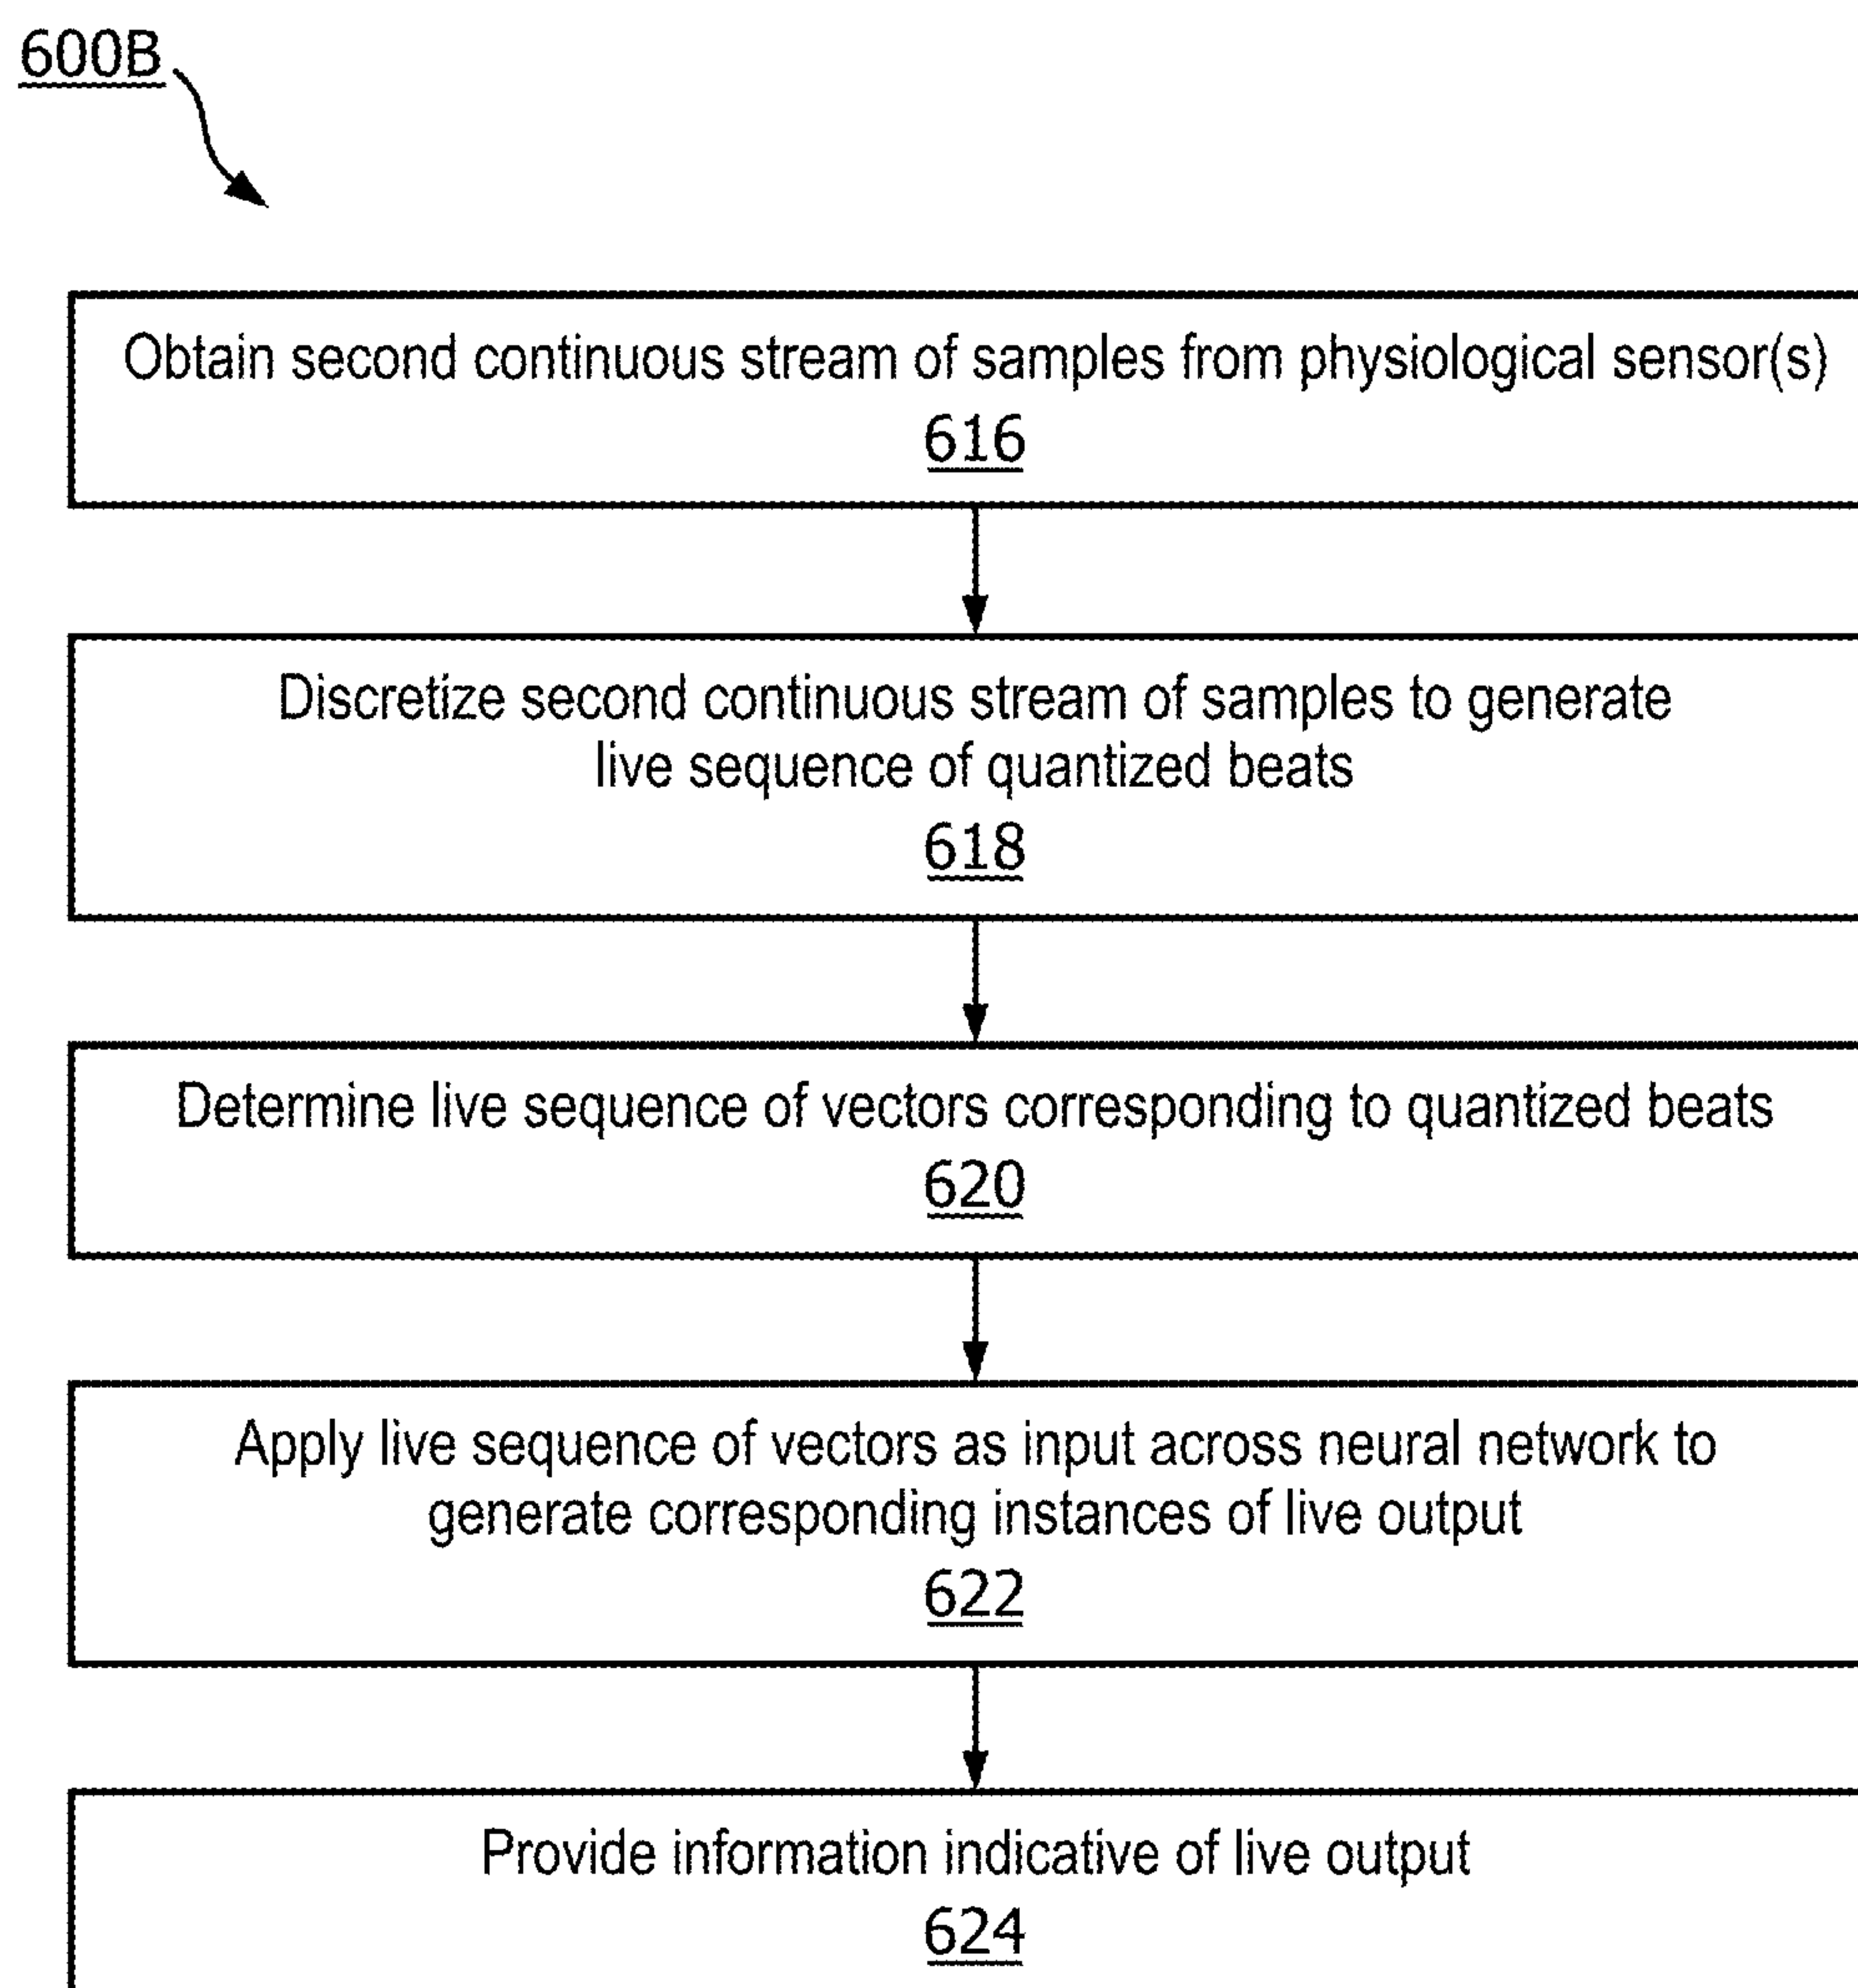 600B
Obtain second continuous stream of samples from physiological sensor(s)
616
Discretize second continuous stream of samples to generate
live sequence of quantized beats
618
Determine live sequence of vectors corresponding to quantized beats
620
Apply live sequence of vectors as input across neural network to
generate corresponding instances of live output
622
Provide information indicative of live output
624